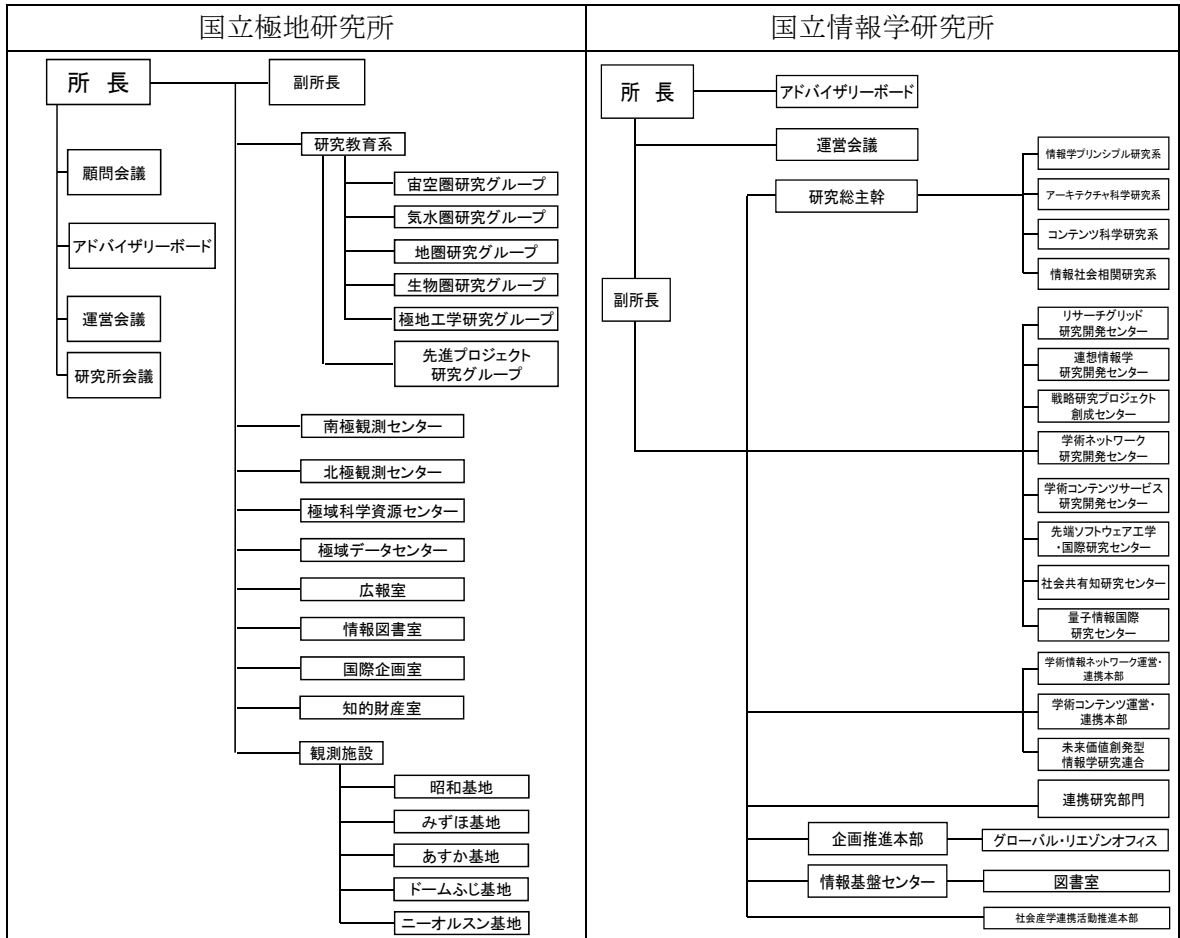 国立極地研究所
所 長
副所長
顧問会議
アドバイザリーボード
運営会議
研究所会議
研究教育系
宙空圏研究グループ
気水圏研究グループ
地圏研究グループ
生物圏研究グループ
極地工学研究グループ
先進プロジェクト
研究グループ
南極観測センター
北極観測センター
極域科学資源センター
極域データセンター
広報室
情報図書室
国際企画室
知的財産室
観測施設
昭和基地
みずほ基地
あすか基地
ドームふじ基地
ニーオルスン基地
国立情報学研究所
所 長
アドバイザリーボード
運営会議
研究総主幹
情報学プリンシプル研究系
アーキテクチャ科学研究系
コンテンツ科学研究系
情報社会相関研究系
副所長
リサーチグリッド
研究開発センター
連想情報学
研究開発センター
戦略研究プロジェクト
創成センター
学術ネットワーク
研究開発センター
学術コンテンツサービス
研究開発センター
先端ソフトウェア工学
・国際研究センター
社会共有知研究センター
量子情報国際
研究センター
学術情報ネットワーク運営・
連携本部
学術コンテンツ運営・
連携本部
未来価値創発型
情報学研究連合
連携研究部門
企画推進本部
グローバル・リエゾンオフィス
情報基盤センター
図書室
社会産学連携活動推進本部